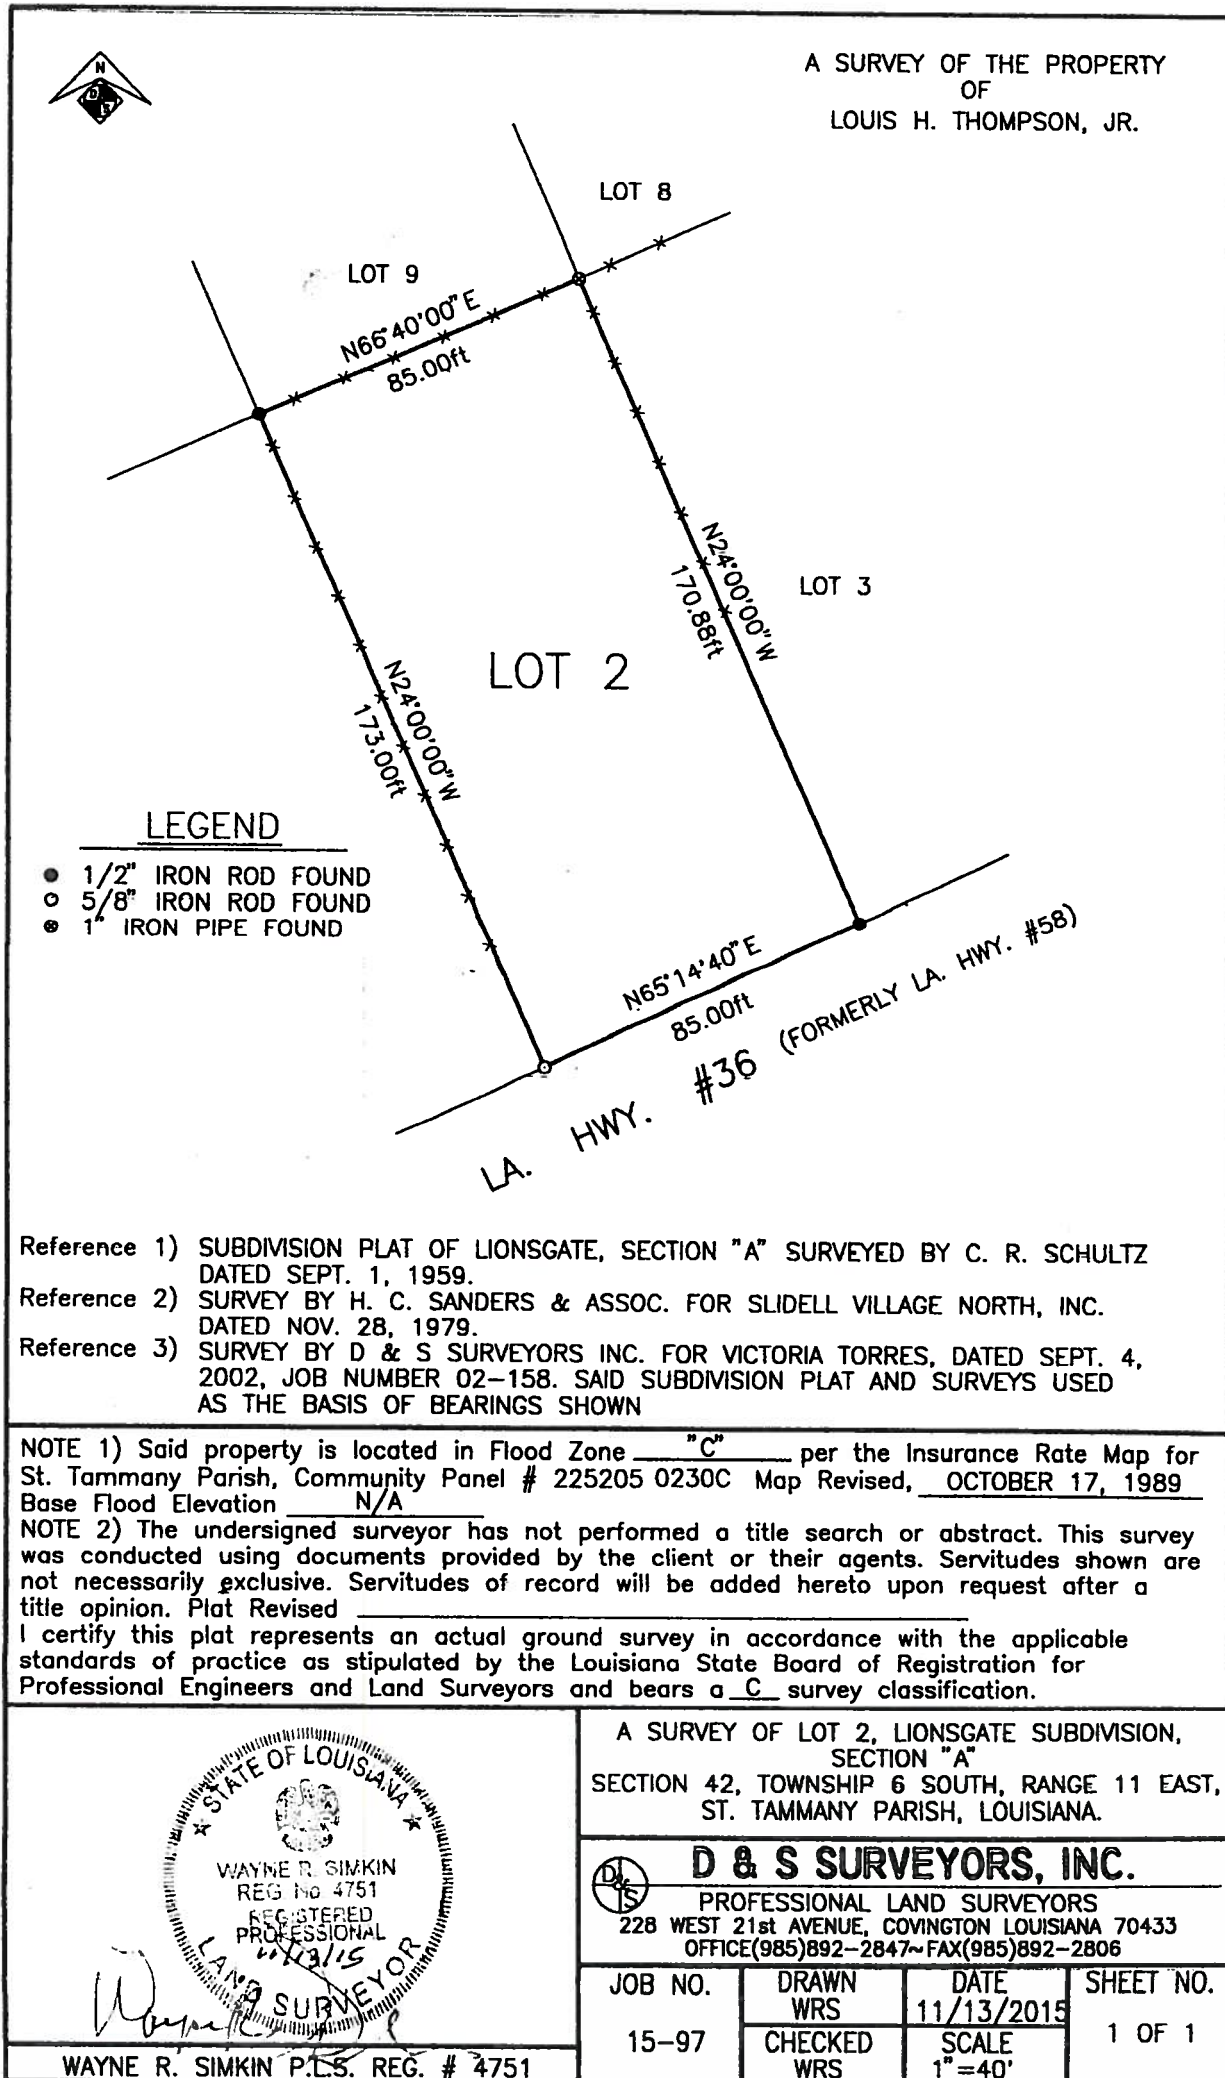 N
D
S
A SURVEY OF THE PROPERTY
OF
LOUIS H. THOMPSON, JR.
LOT 8
LOT 9
N66°40'00"E
85.00ft
N24°00'00"W
170.88ft
LOT 3
LOT 2
N24°00'00"W
173.00ft
LEGEND
1/2" IRON ROD FOUND
5/8" IRON ROD FOUND
1" IRON PIPE FOUND
N65°14'40"E
85.00ft
LA. HWY. #36 (FORMERLY LA. HWY. #58)
Reference 1) SUBDIVISION PLAT OF LIONSGATE, SECTION "A" SURVEYED BY C. R. SCHULTZ
DATED SEPT. 1, 1959.
Reference 2) SURVEY BY H. C. SANDERS & ASSOC. FOR SLIDELL VILLAGE NORTH, INC.
DATED NOV. 28, 1979.
Reference 3) SURVEY BY D & S SURVEYORS INC. FOR VICTORIA TORRES, DATED SEPT. 4,
2002, JOB NUMBER 02-158. SAID SUBDIVISION PLAT AND SURVEYS USED
AS THE BASIS OF BEARINGS SHOWN
NOTE 1) Said property is located in Flood Zone "C" per the Insurance Rate Map for
St. Tammany Parish, Community Panel # 225205 0230C Map Revised, OCTOBER 17, 1989
Base Flood Elevation N/A
NOTE 2) The undersigned surveyor has not performed a title search or abstract. This survey
was conducted using documents provided by the client or their agents. Servitudes shown are
not necessarily exclusive. Servitudes of record will be added hereto upon request after a
title opinion. Plat Revised
I certify this plat represents an actual ground survey in accordance with the applicable
standards of practice as stipulated by the Louisiana State Board of Registration for
Professional Engineers and Land Surveyors and bears a C survey classification.
STATE OF LOUISIANA
WAYNE R. SIMKIN
REG. No. 4751
REGISTERED
PROFESSIONAL
11/13/15
LAND SURVEYOR
WAYNE R. SIMKIN P.L.S. REG. # 4751
A SURVEY OF LOT 2, LIONSGATE SUBDIVISION,
SECTION "A"
SECTION 42, TOWNSHIP 6 SOUTH, RANGE 11 EAST,
ST. TAMMANY PARISH, LOUISIANA.
D&S
D & S SURVEYORS, INC.
PROFESSIONAL LAND SURVEYORS
228 WEST 21st AVENUE, COVINGTON LOUISIANA 70433
OFFICE(985)892-2847~FAX(985)892-2806
JOB NO.
15-97
DRAWN
WRS
CHECKED
WRS
DATE
11/13/2015
SCALE
1"=40'
SHEET NO.
1 OF 1